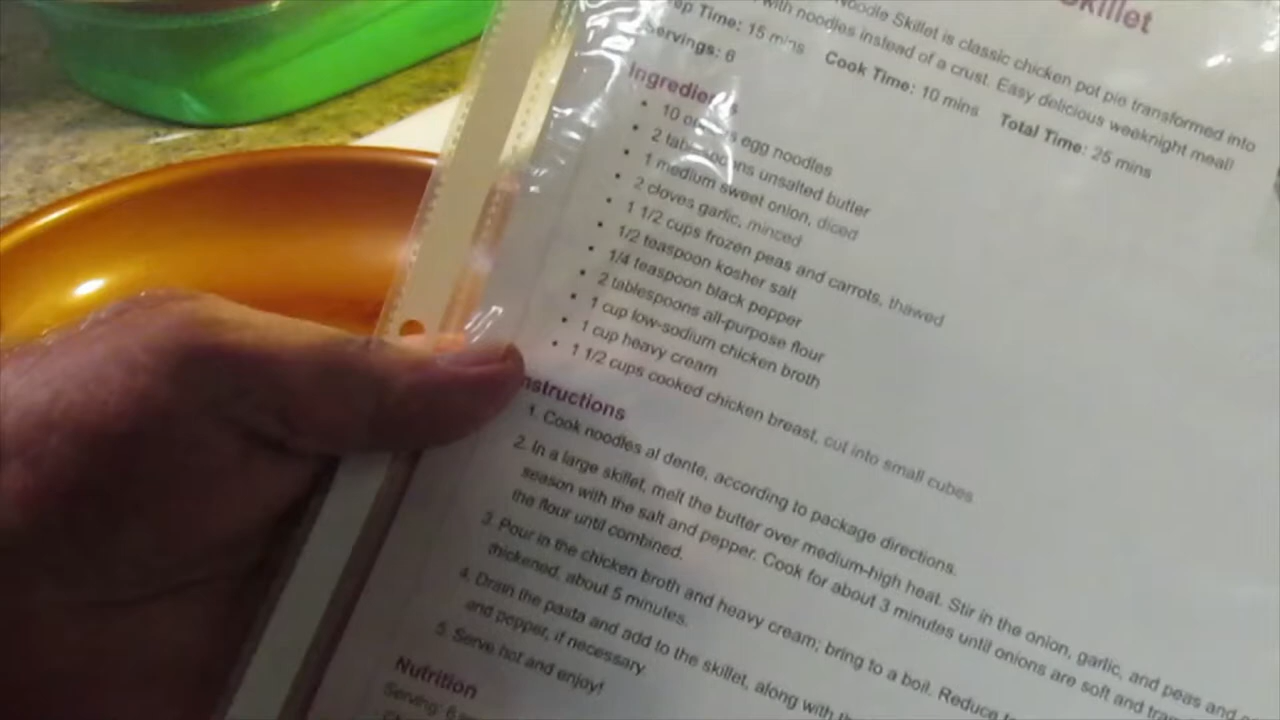 Skillet
Noodle Skillet is classic chicken pot pie transformed into
with noodles instead of a crust. Easy delicious weeknight meal!
Time: 15 mins Cook Time: 10 mins Total Time: 25 mins
Servings: 6
Ingredients
• 10 egg noodles
• 2 tablespoons unsalted butter
• 1 medium sweet onion, diced
• 2 cloves garlic, minced
• 1 1/2 cups frozen peas and carrots, thawed
• 1/2 teaspoon kosher salt
• 1/4 teaspoon black pepper
• 2 tablespoons all-purpose flour
• 1 cup low-sodium chicken broth
• 1 cup heavy cream
• 1 1/2 cups cooked chicken breast, cut into small cubes
nstructions
1. Cook noodles al dente, according to package directions.
2. In a large skillet, melt the butter over medium-high heat. Stir in the onion, garlic, and peas and
season with the salt and pepper. Cook for about 3 minutes until onions are soft and
the flour until combined.
3. Pour in the chicken broth and heavy cream; bring to a boil. Reduce
thickened, about 5 minutes.
4. Drain the pasta and add to the skillet, along with
and pepper, if necessary.
5. Serve hot and enjoy!
Nutrition
Serving: 6